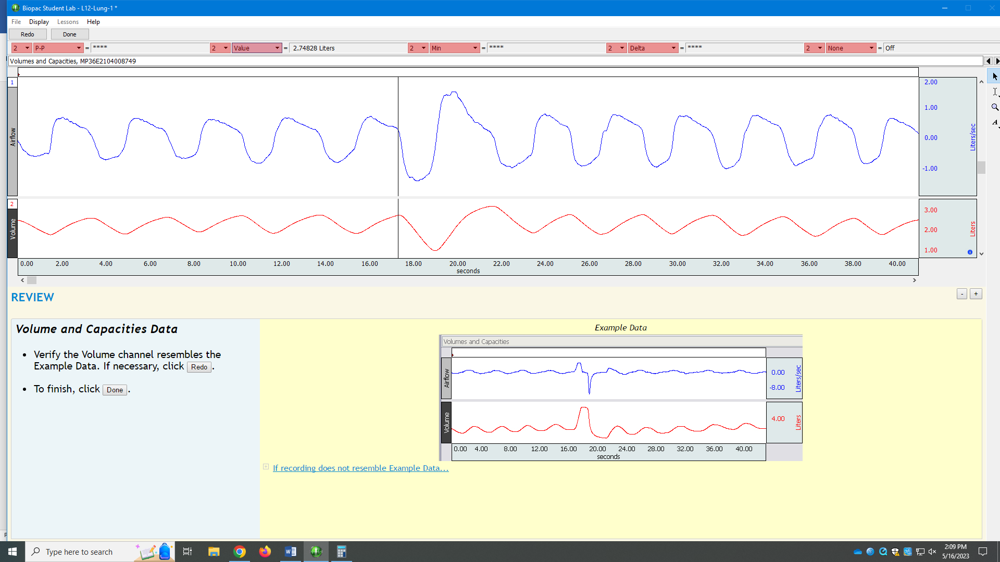 Biopac Student Lab - L12-Lung-1 *
File Display Lessons Help
Redo Done
2 P-P = **** 2 Value = 2.74828 Liters 2 Min = **** 2 Delta = **** 2 None = Off
Volumes and Capacities, MP36E2104008749
1
Airflow
2.00
1.00
0.00
-1.00
Liters/sec
2
Volume
3.00
2.00
1.00
Liters
0.00 2.00 4.00 6.00 8.00 10.00 12.00 14.00 16.00 18.00 20.00 22.00 24.00 26.00 28.00 30.00 32.00 34.00 36.00 38.00 40.00
seconds
REVIEW
- +
Volume and Capacities Data
• Verify the Volume channel resembles the
Example Data. If necessary, click Redo.
• To finish, click Done.
Example Data
Volumes and Capacities
Airflow
0.00
-8.00
Liters/sec
Volume
4.00
Liters
0.00 4.00 8.00 12.00 16.00 20.00 24.00 28.00 32.00 36.00 40.00
seconds
If recording does not resemble Example Data...
Type here to search
2:09 PM
5/16/2023